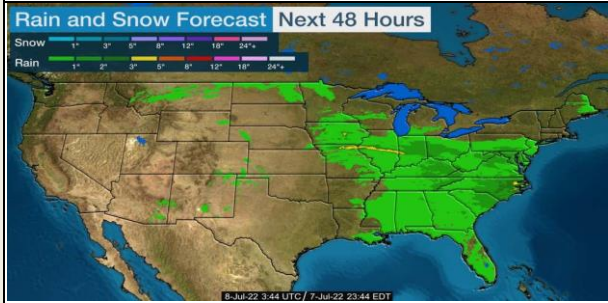 Rain and Snow Forecast Next 48 Hours
Snow
1" 3" 5" 8" 12" 18" 24"+
Rain
1" 2" 3" 5" 8" 12" 18" 24"+
8-Jul-22 3:44 UTC / 7-Jul-22 23:44 EDT